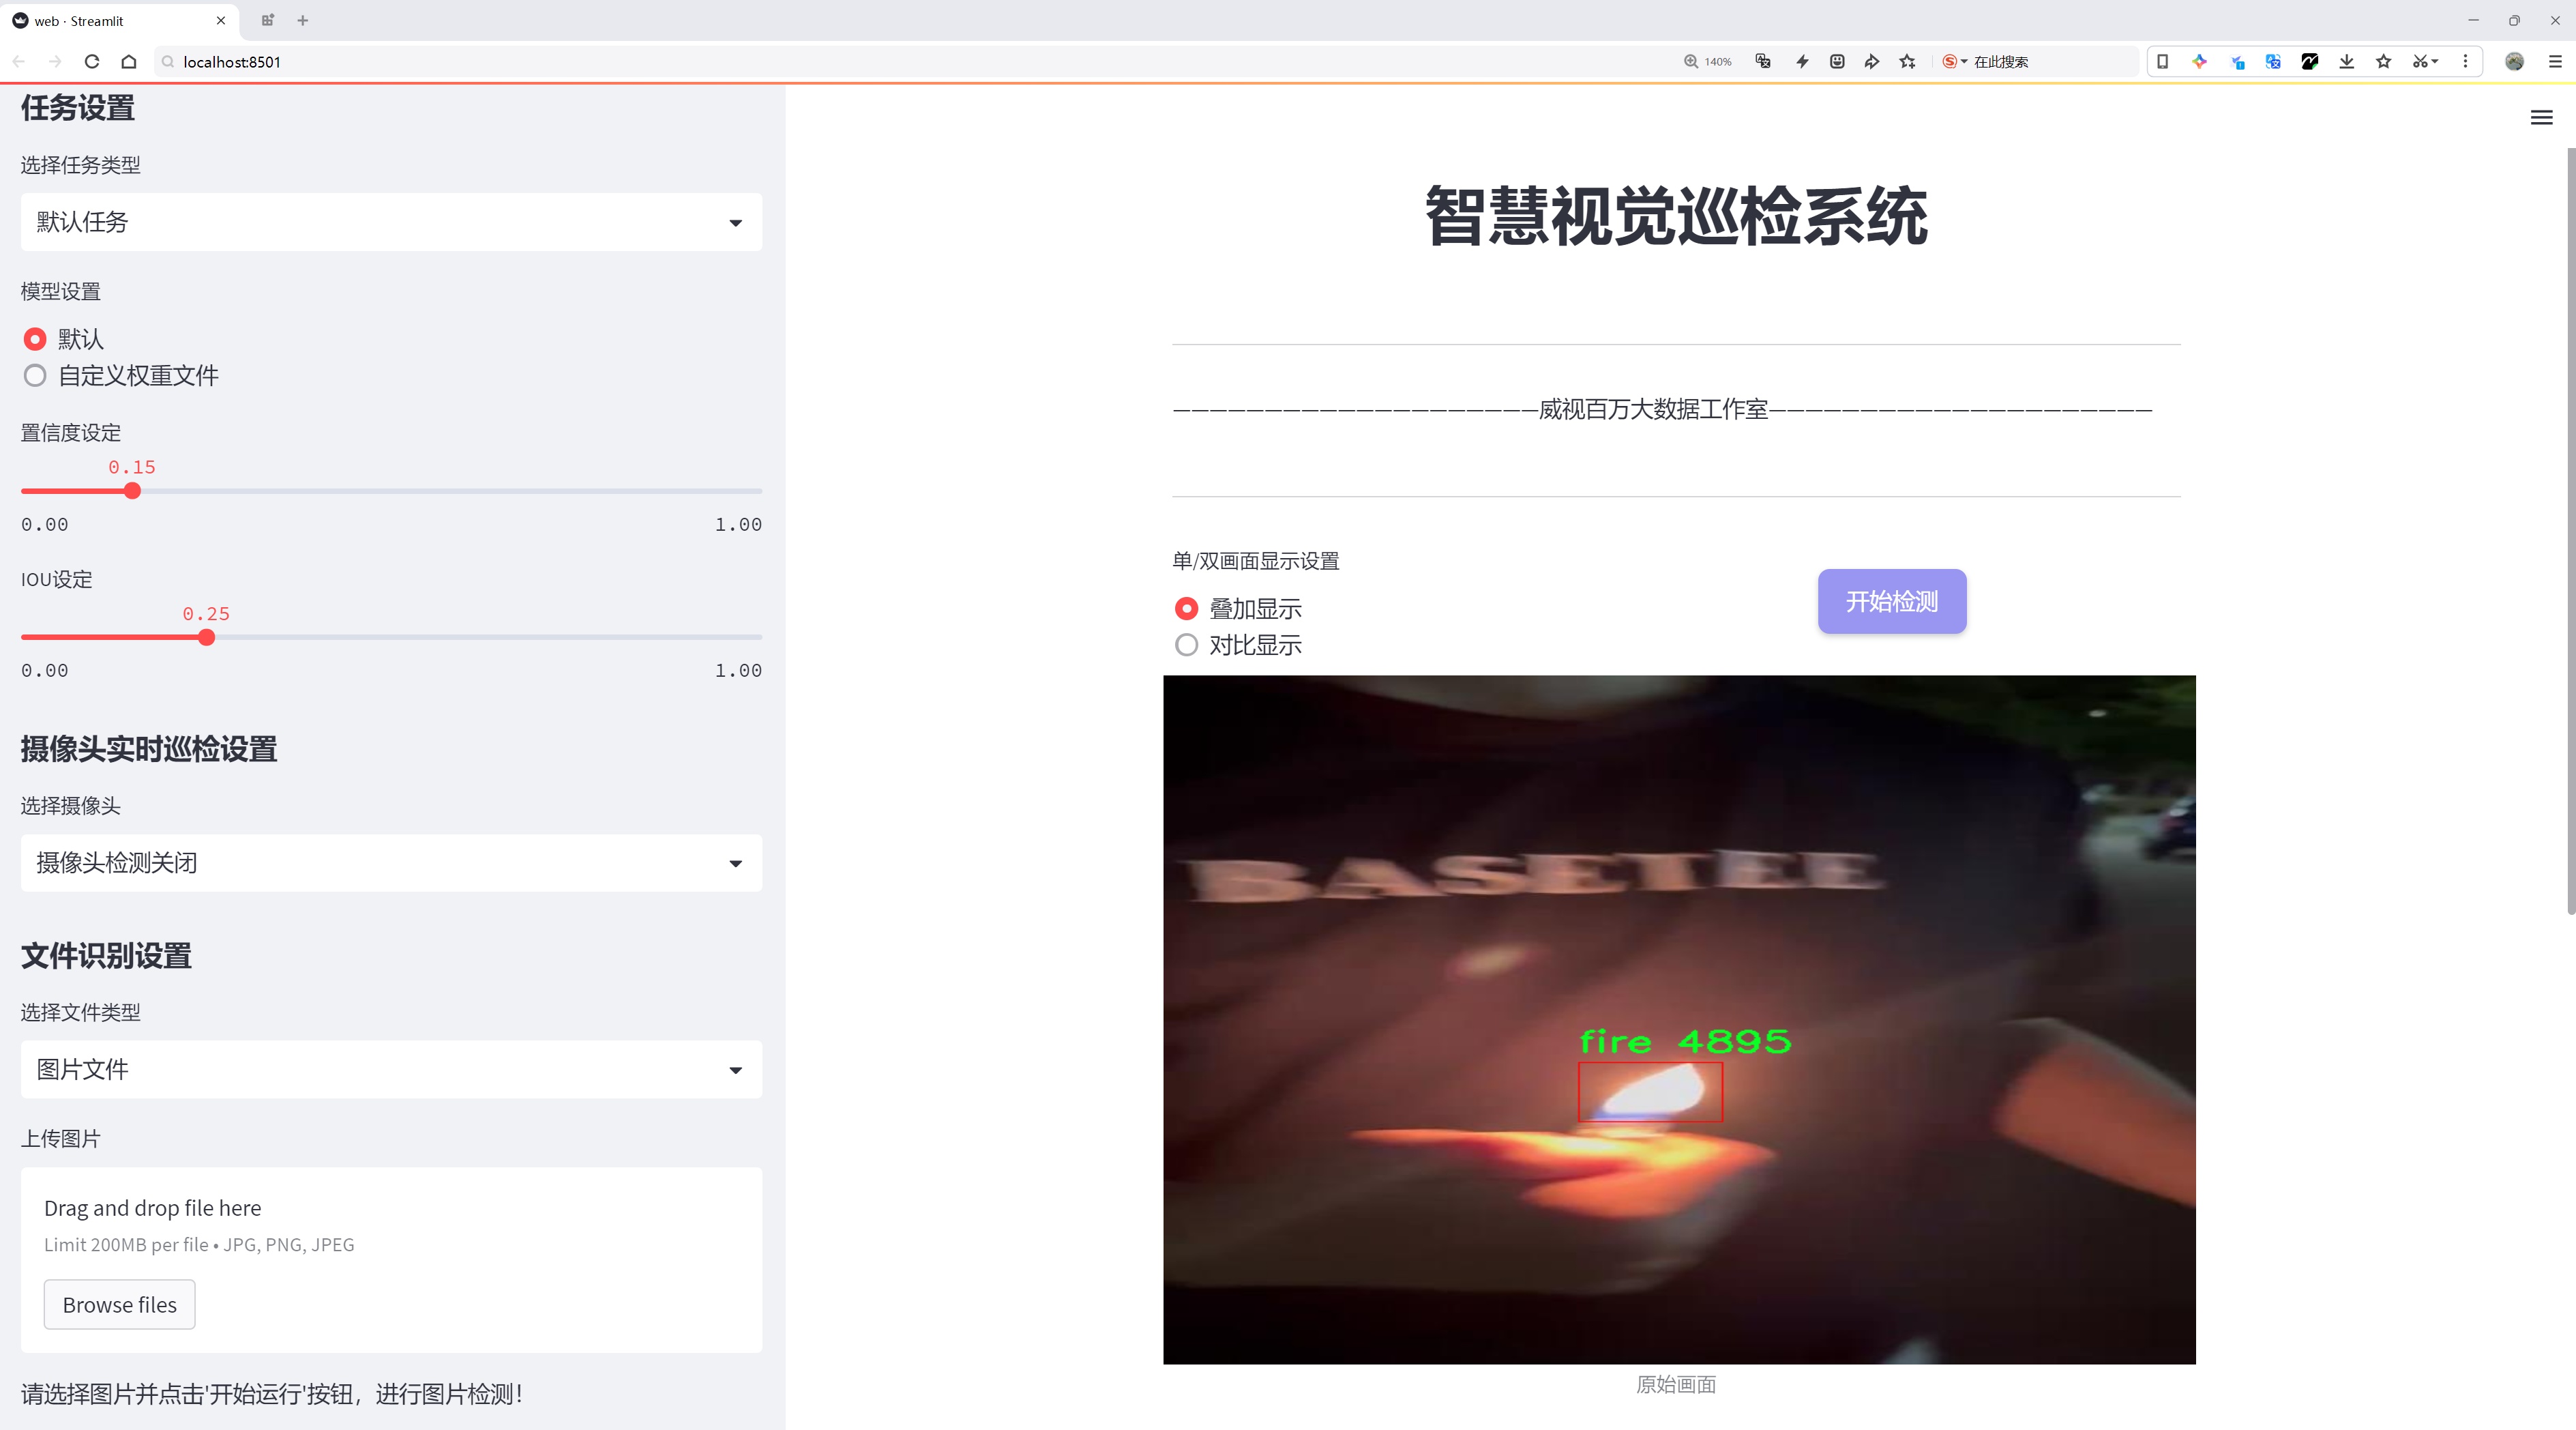 web · Streamlit
localhost:8501
140%
在此搜索
任务设置
选择任务类型
默认任务
模型设置
默认
自定义权重文件
置信度设定
0.15
0.00
1.00
IOU设定
0.25
0.00
1.00
摄像头实时巡检设置
选择摄像头
摄像头检测关闭
文件识别设置
选择文件类型
图片文件
上传图片
Drag and drop file here
Limit 200MB per file • JPG, PNG, JPEG
Browse files
请选择图片并点击'开始运行'按钮，进行图片检测！
智慧视觉巡检系统
————————————————————威视百万大数据工作室—————————————————————
单/双画面显示设置
叠加显示
对比显示
开始检测
BASETEE
fire 4895
原始画面